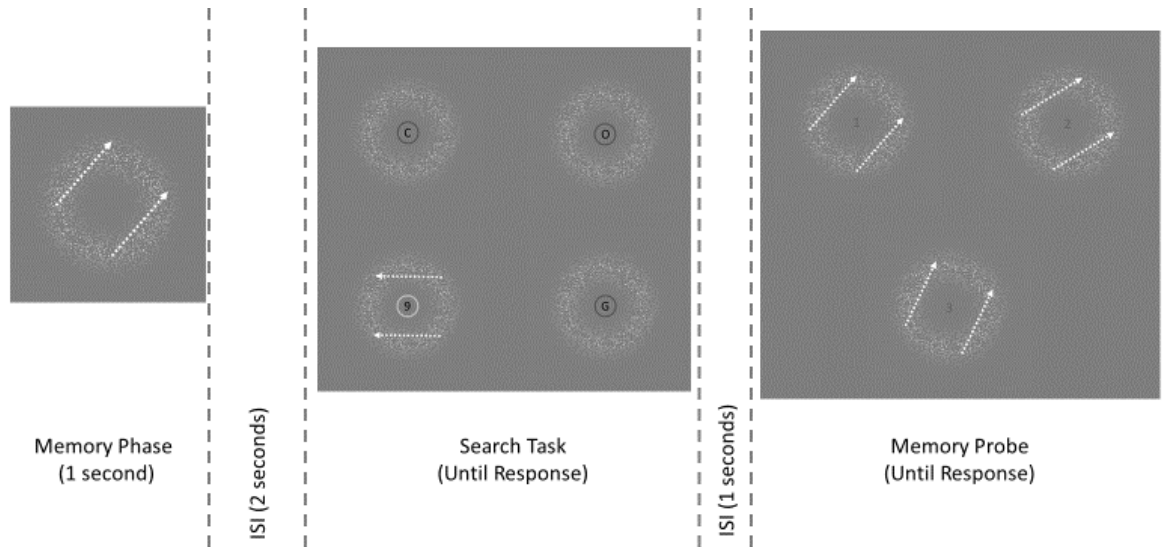 C
O
9
G
1
2
3
Memory Phase
(1 second)
ISI (2 seconds)
Search Task
(Until Response)
ISI (1 seconds)
Memory Probe
(Until Response)